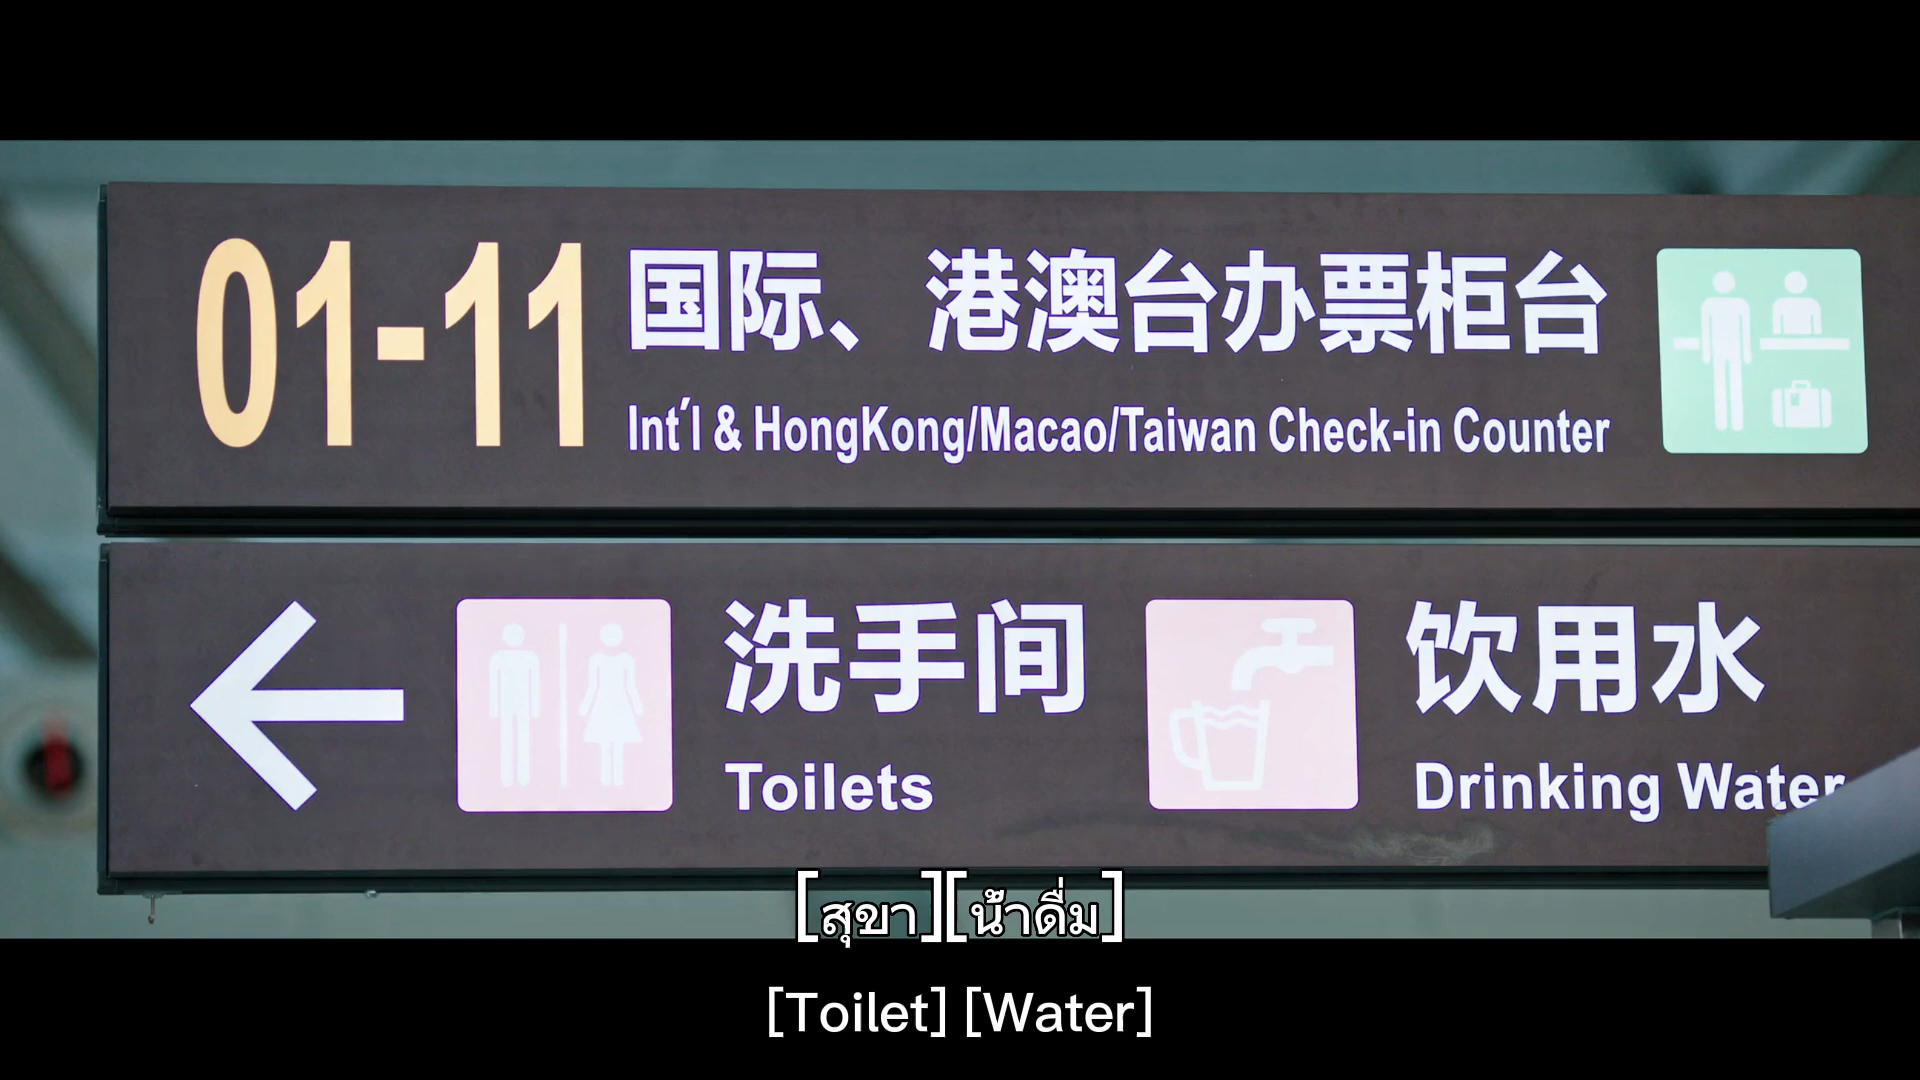 01-11 国际、港澳台办票柜台
Int'l & HongKong/Macao/Taiwan Check-in Counter
洗手间 饮用水
Toilets Drinking Water
[สุขา][น้ำดื่ม]
[Toilet] [Water]